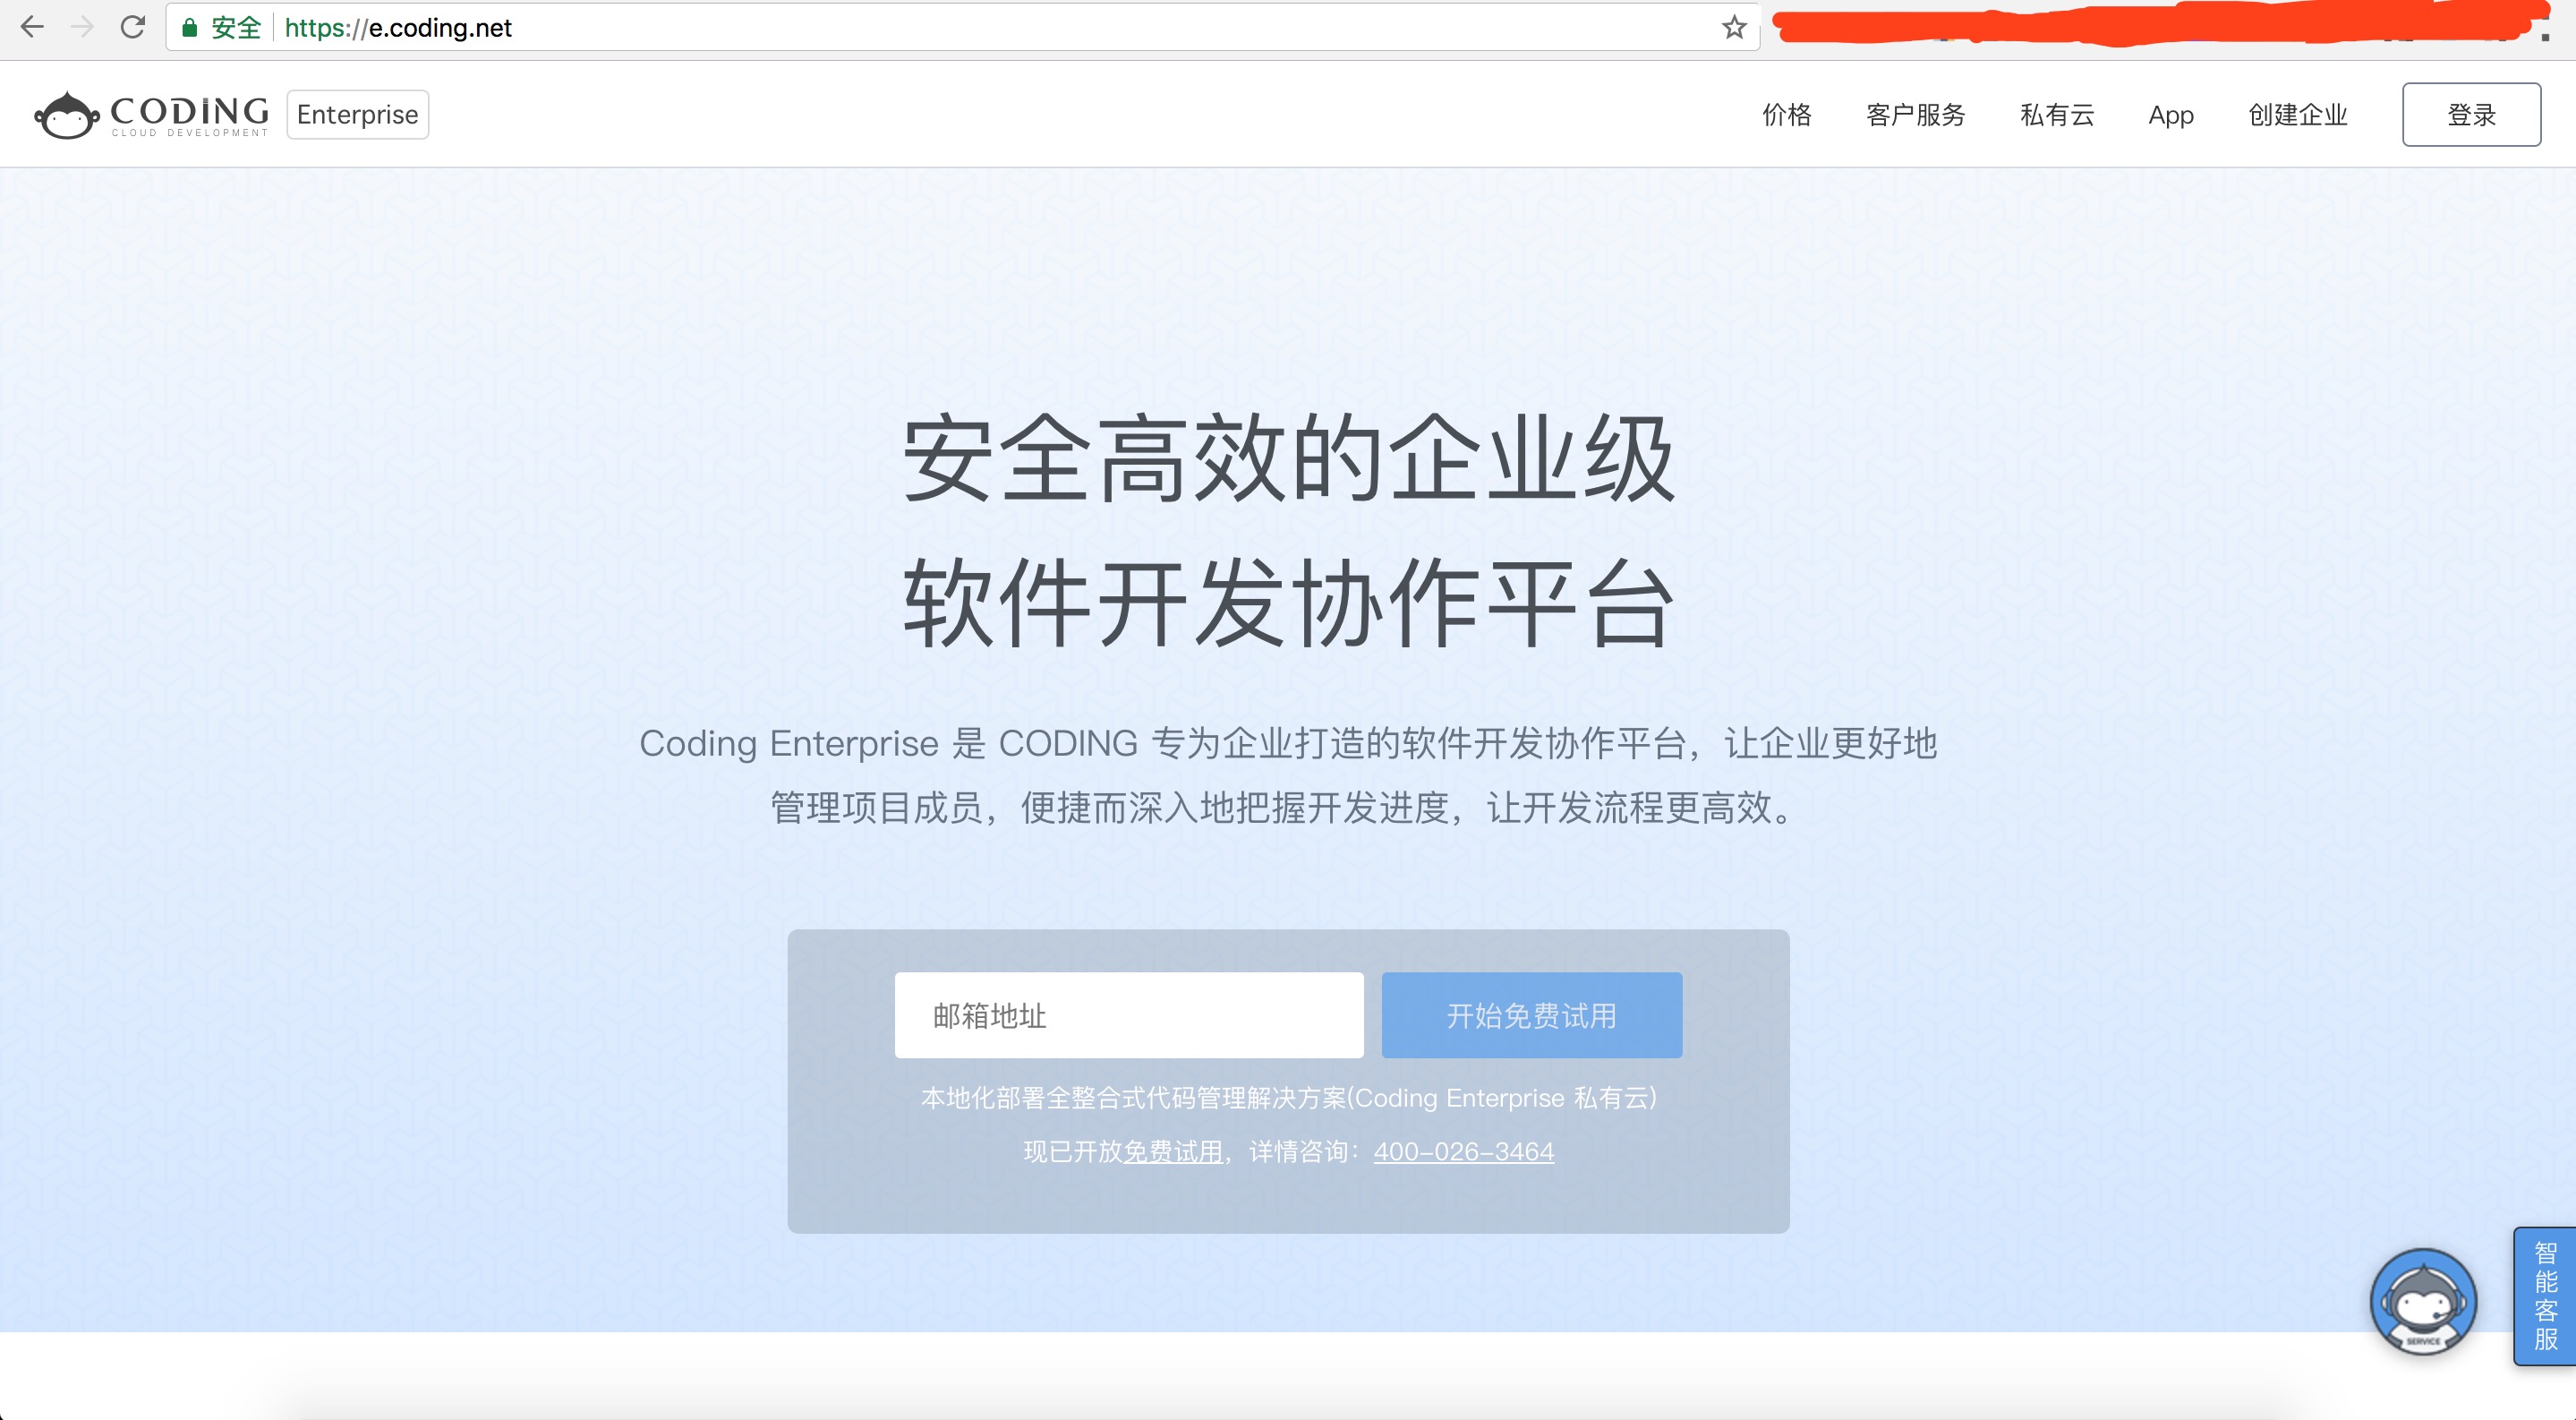 安全 https://e.coding.net
CODING
CLOUD DEVELOPMENT
Enterprise
价格 客户服务 私有云 App 创建企业 登录
安全高效的企业级
软件开发协作平台
Coding Enterprise 是 CODING 专为企业打造的软件开发协作平台，让企业更好地
管理项目成员，便捷而深入地把握开发进度，让开发流程更高效。
邮箱地址 开始免费试用
本地化部署全整合式代码管理解决方案(Coding Enterprise 私有云)
现已开放免费试用，详情咨询：400-026-3464
SERVICE
智能客服